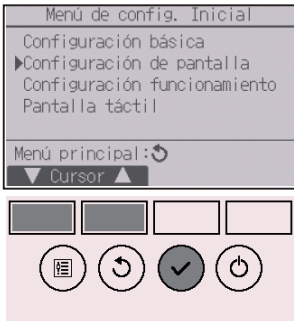 Menú de config. Inicial
Configuración básica
▶Configuración de pantalla
Configuración funcionamiento
Pantalla táctil
Menú principal:
▼ Cursor ▲